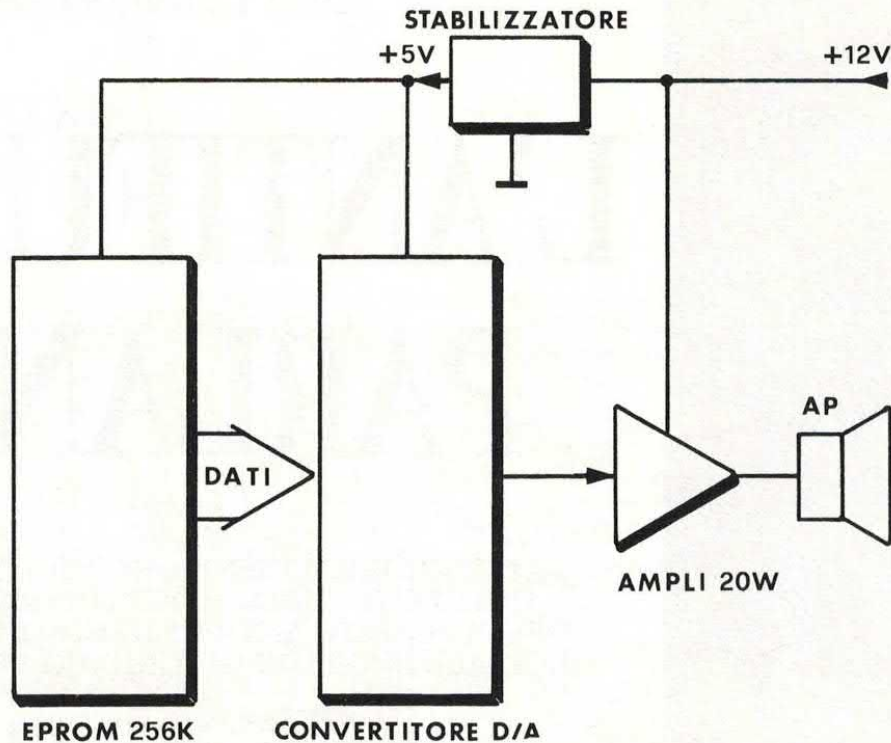 STABILIZZATORE
+5V
+12V
DATI
AP
AMPLI 20W
EPROM 256K
CONVERTITORE D/A